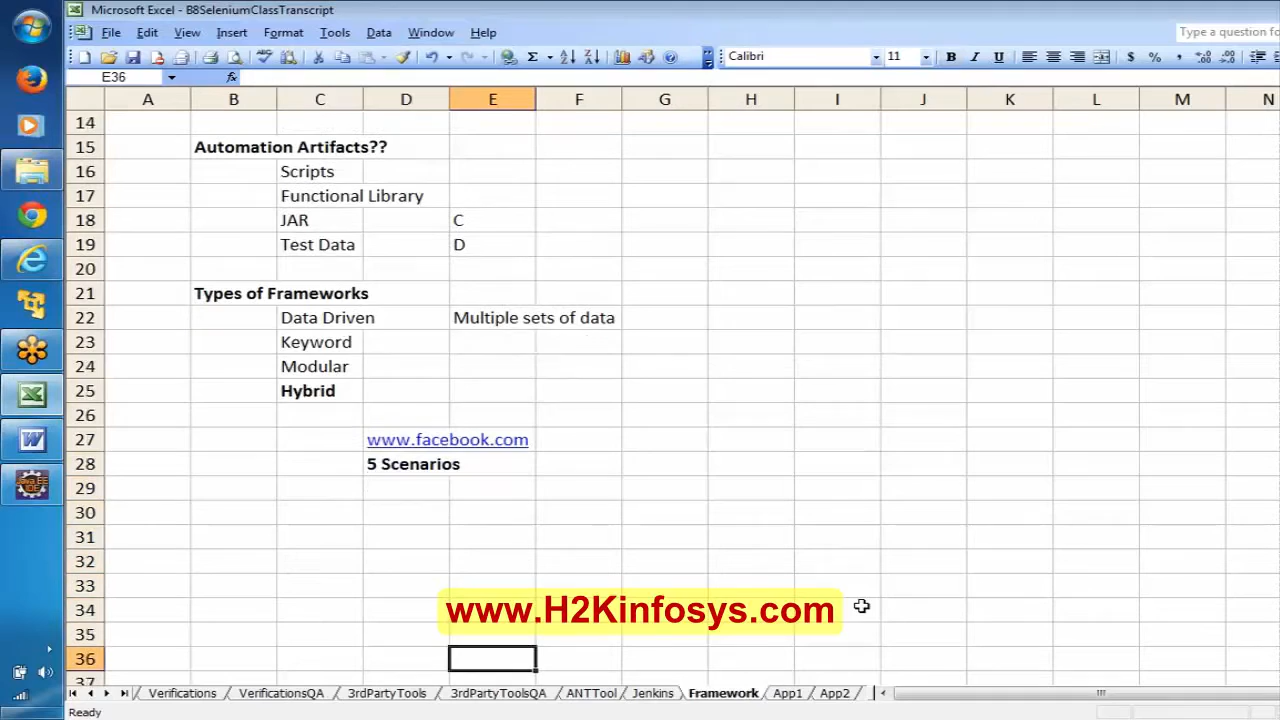 Microsoft Excel - B8SeleniumClassTranscript
File Edit View Insert Format Tools Data Window Help Type a question fo
Calibri 11 B I U $ % ,
E36 fx
A B C D E F G H I J K L M N
14
15 Automation Artifacts??
16 Scripts
17 Functional Library
18 JAR C
19 Test Data D
20
21 Types of Frameworks
22 Data Driven Multiple sets of data
23 Keyword
24 Modular
25 Hybrid
26
27 www.facebook.com
28 5 Scenarios
29
30
31
32
33
34 www.H2Kinfosys.com
35
36
37
Verifications VerificationsQA 3rdPartyTools 3rdPartyToolsQA ANTTool Jenkins Framework App1 App2
Ready